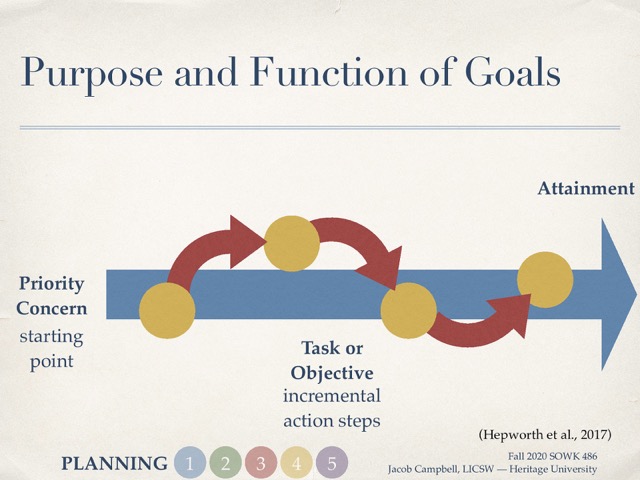 Purpose and Function of Goals
Attainment
Priority
Concern
starting
point
Task or
Objective
incremental
action steps
(Hepworth et al., 2017)
PLANNING 1 2 3 4 5
Fall 2020 SOWK 486
Jacob Campbell, LICSW — Heritage University